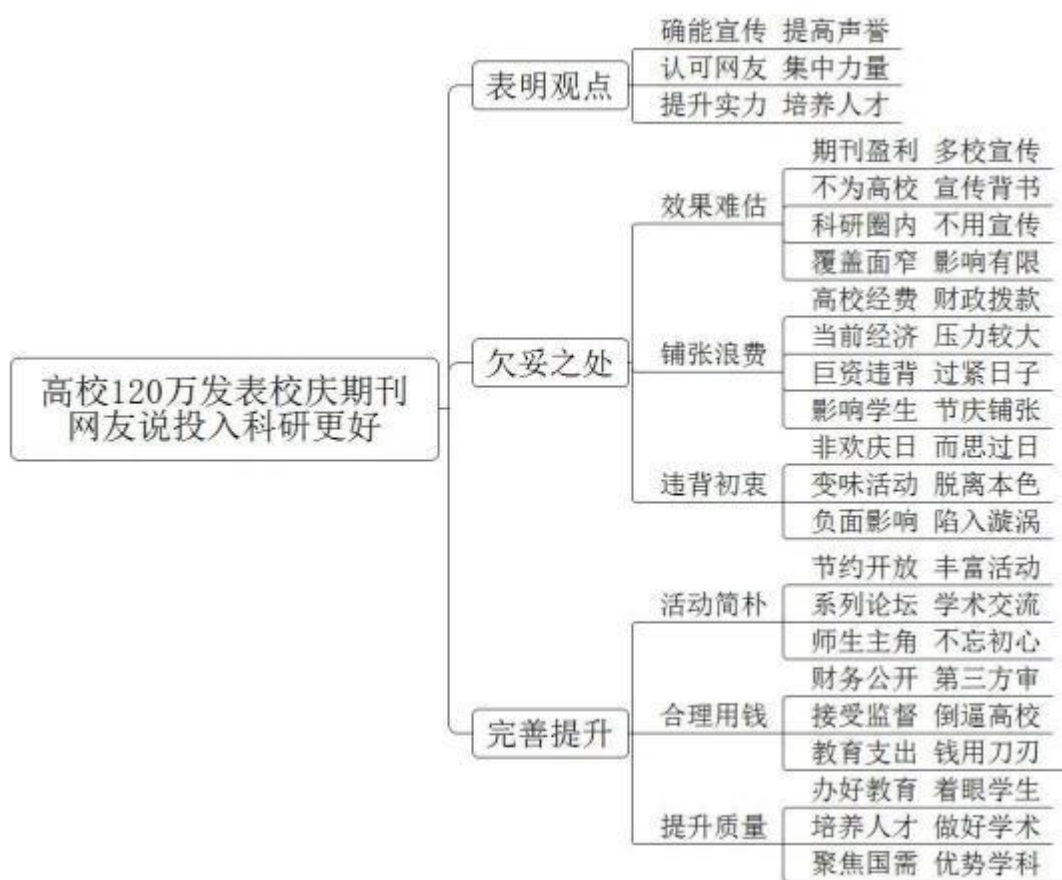 高校120万发表校庆期刊
网友说投入科研更好
表明观点
确能宣传 提高声誉
认可网友 集中力量
提升实力 培养人才
欠妥之处
效果难估
期刊盈利 多校宣传
不为高校 宣传背书
科研圈内 不用宣传
覆盖面窄 影响有限
铺张浪费
高校经费 财政拨款
当前经济 压力较大
巨资违背 过紧日子
影响学生 节庆铺张
违背初衷
非欢庆日 而思过日
变味活动 脱离本色
负面影响 陷入漩涡
完善提升
活动简朴
节约开放 丰富活动
系列论坛 学术交流
师生主角 不忘初心
合理用钱
财务公开 第三方审
接受监督 倒逼高校
教育支出 钱用刀刃
提升质量
办好教育 着眼学生
培养人才 做好学术
聚焦国需 优势学科